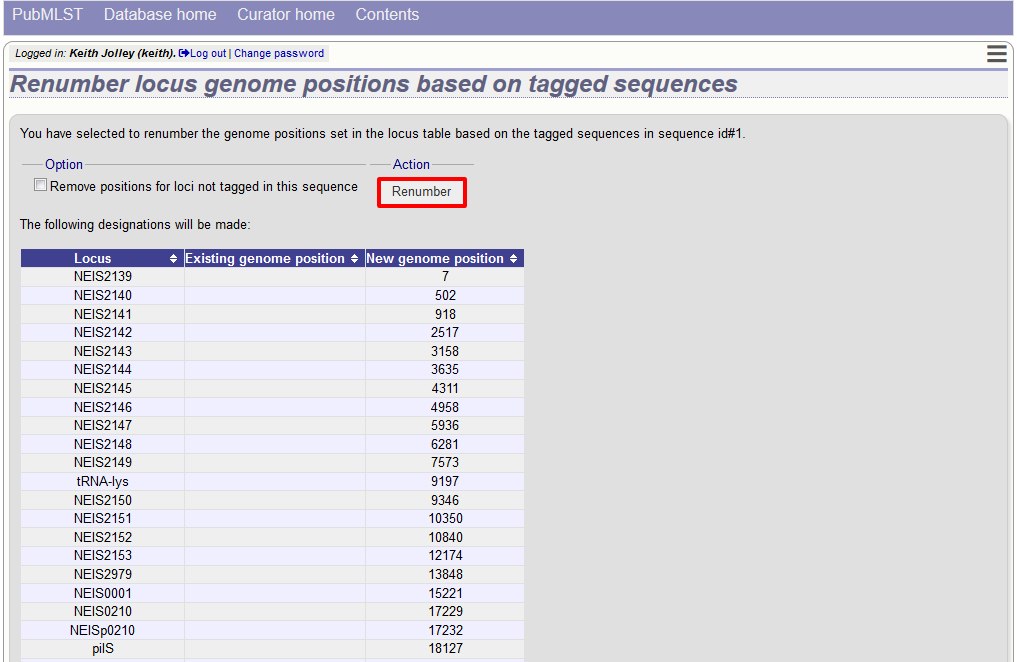 PubMLST Database home Curator home Contents
Logged in: Keith Jolley (keith). Log out | Change password
Renumber locus genome positions based on tagged sequences
You have selected to renumber the genome positions set in the locus table based on the tagged sequences in sequence id#1.
Option Action
Remove positions for loci not tagged in this sequence Renumber
The following designations will be made:
Locus Existing genome position New genome position
NEIS2139 7
NEIS2140 502
NEIS2141 918
NEIS2142 2517
NEIS2143 3158
NEIS2144 3635
NEIS2145 4311
NEIS2146 4958
NEIS2147 5936
NEIS2148 6281
NEIS2149 7573
tRNA-lys 9197
NEIS2150 9346
NEIS2151 10350
NEIS2152 10840
NEIS2153 12174
NEIS2979 13848
NEIS0001 15221
NEIS0210 17229
NEISp0210 17232
pilS 18127